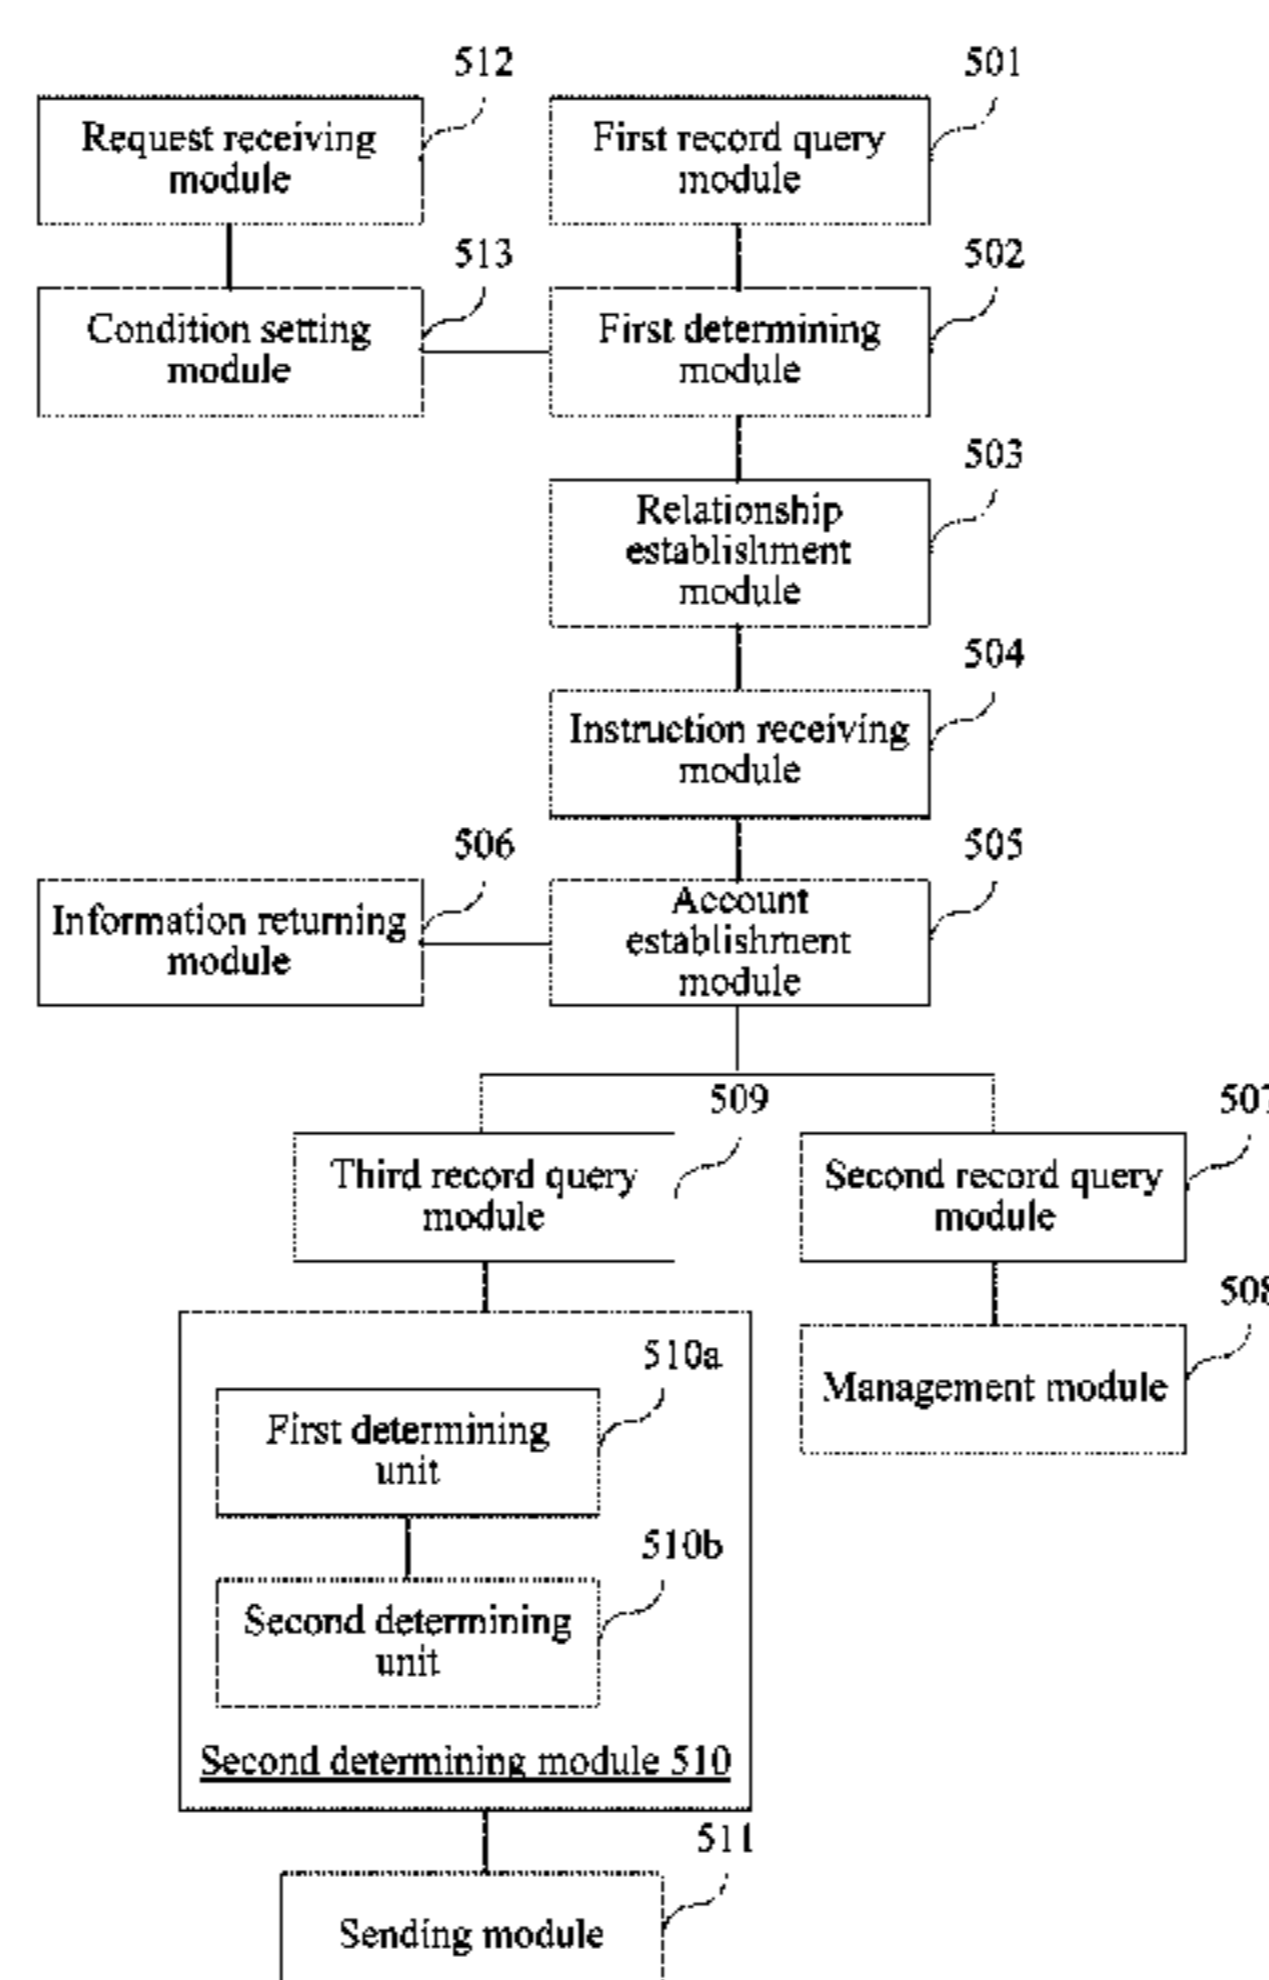 512
501
Request receiving
module
First record query
module
513
502
Condition setting
module
First determining
module
503
Relationship
establishment
module
504
Instruction receiving
module
506
505
Information returning
module
Account
establishment
module
509
507
Third record query
module
Second record query
module
508
510a
Management module
First determining
unit
510b
Second determining
unit
Second determining module 510
511
Sending module